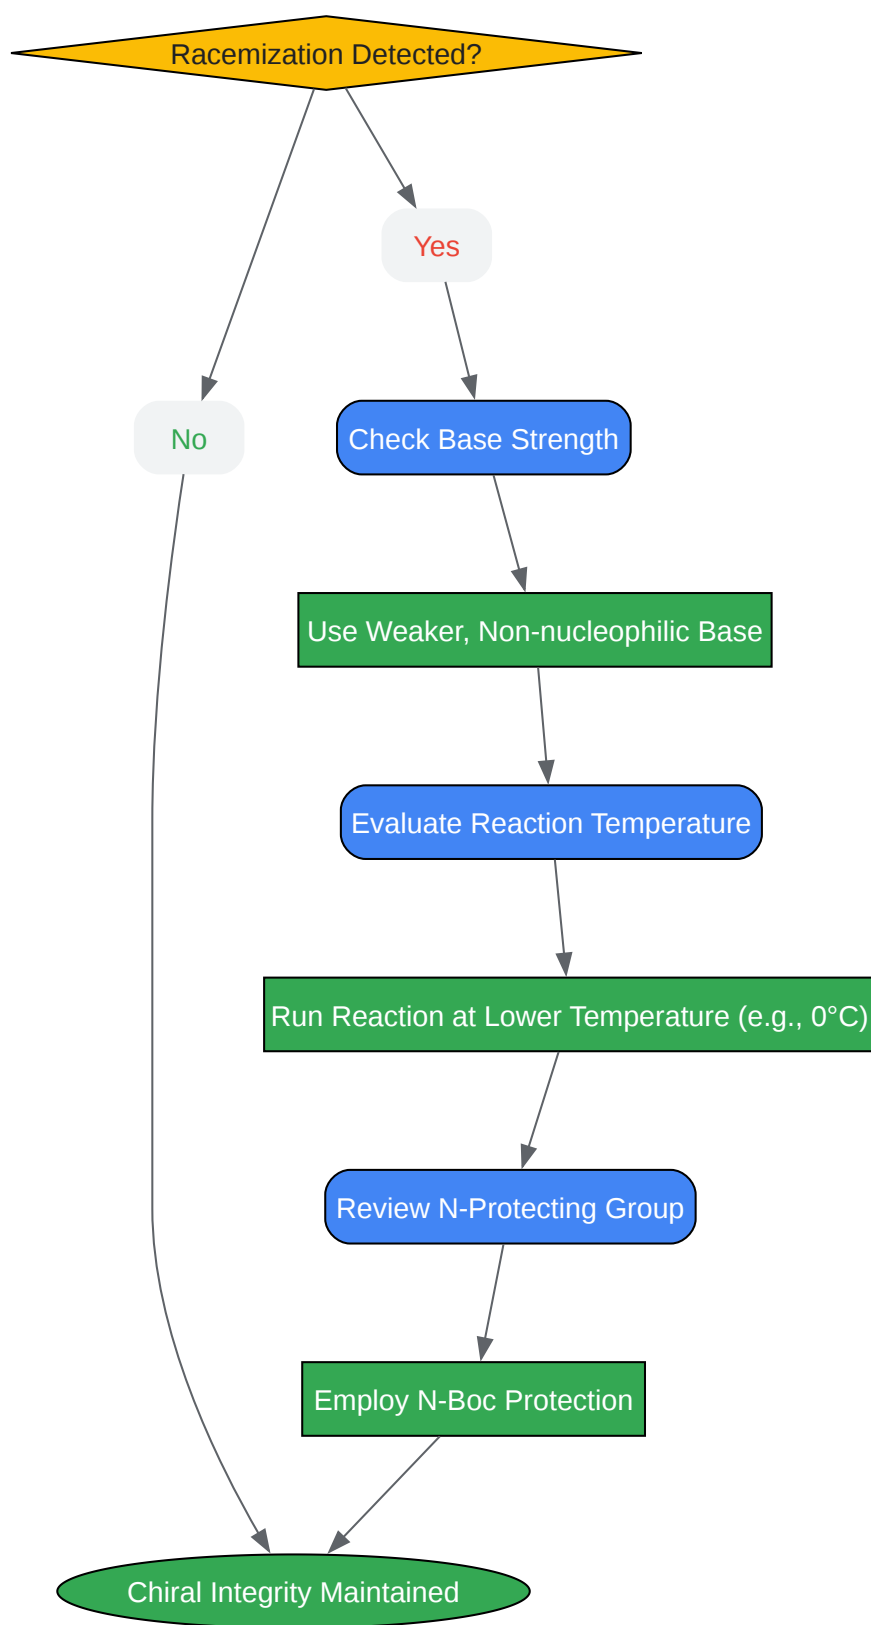 Racemization Detected?
Yes
No
Check Base Strength
Use Weaker, Non-nucleophilic Base
Evaluate Reaction Temperature
Run Reaction at Lower Temperature (e.g., 0°C)
Review N-Protecting Group
Employ N-Boc Protection
Chiral Integrity Maintained